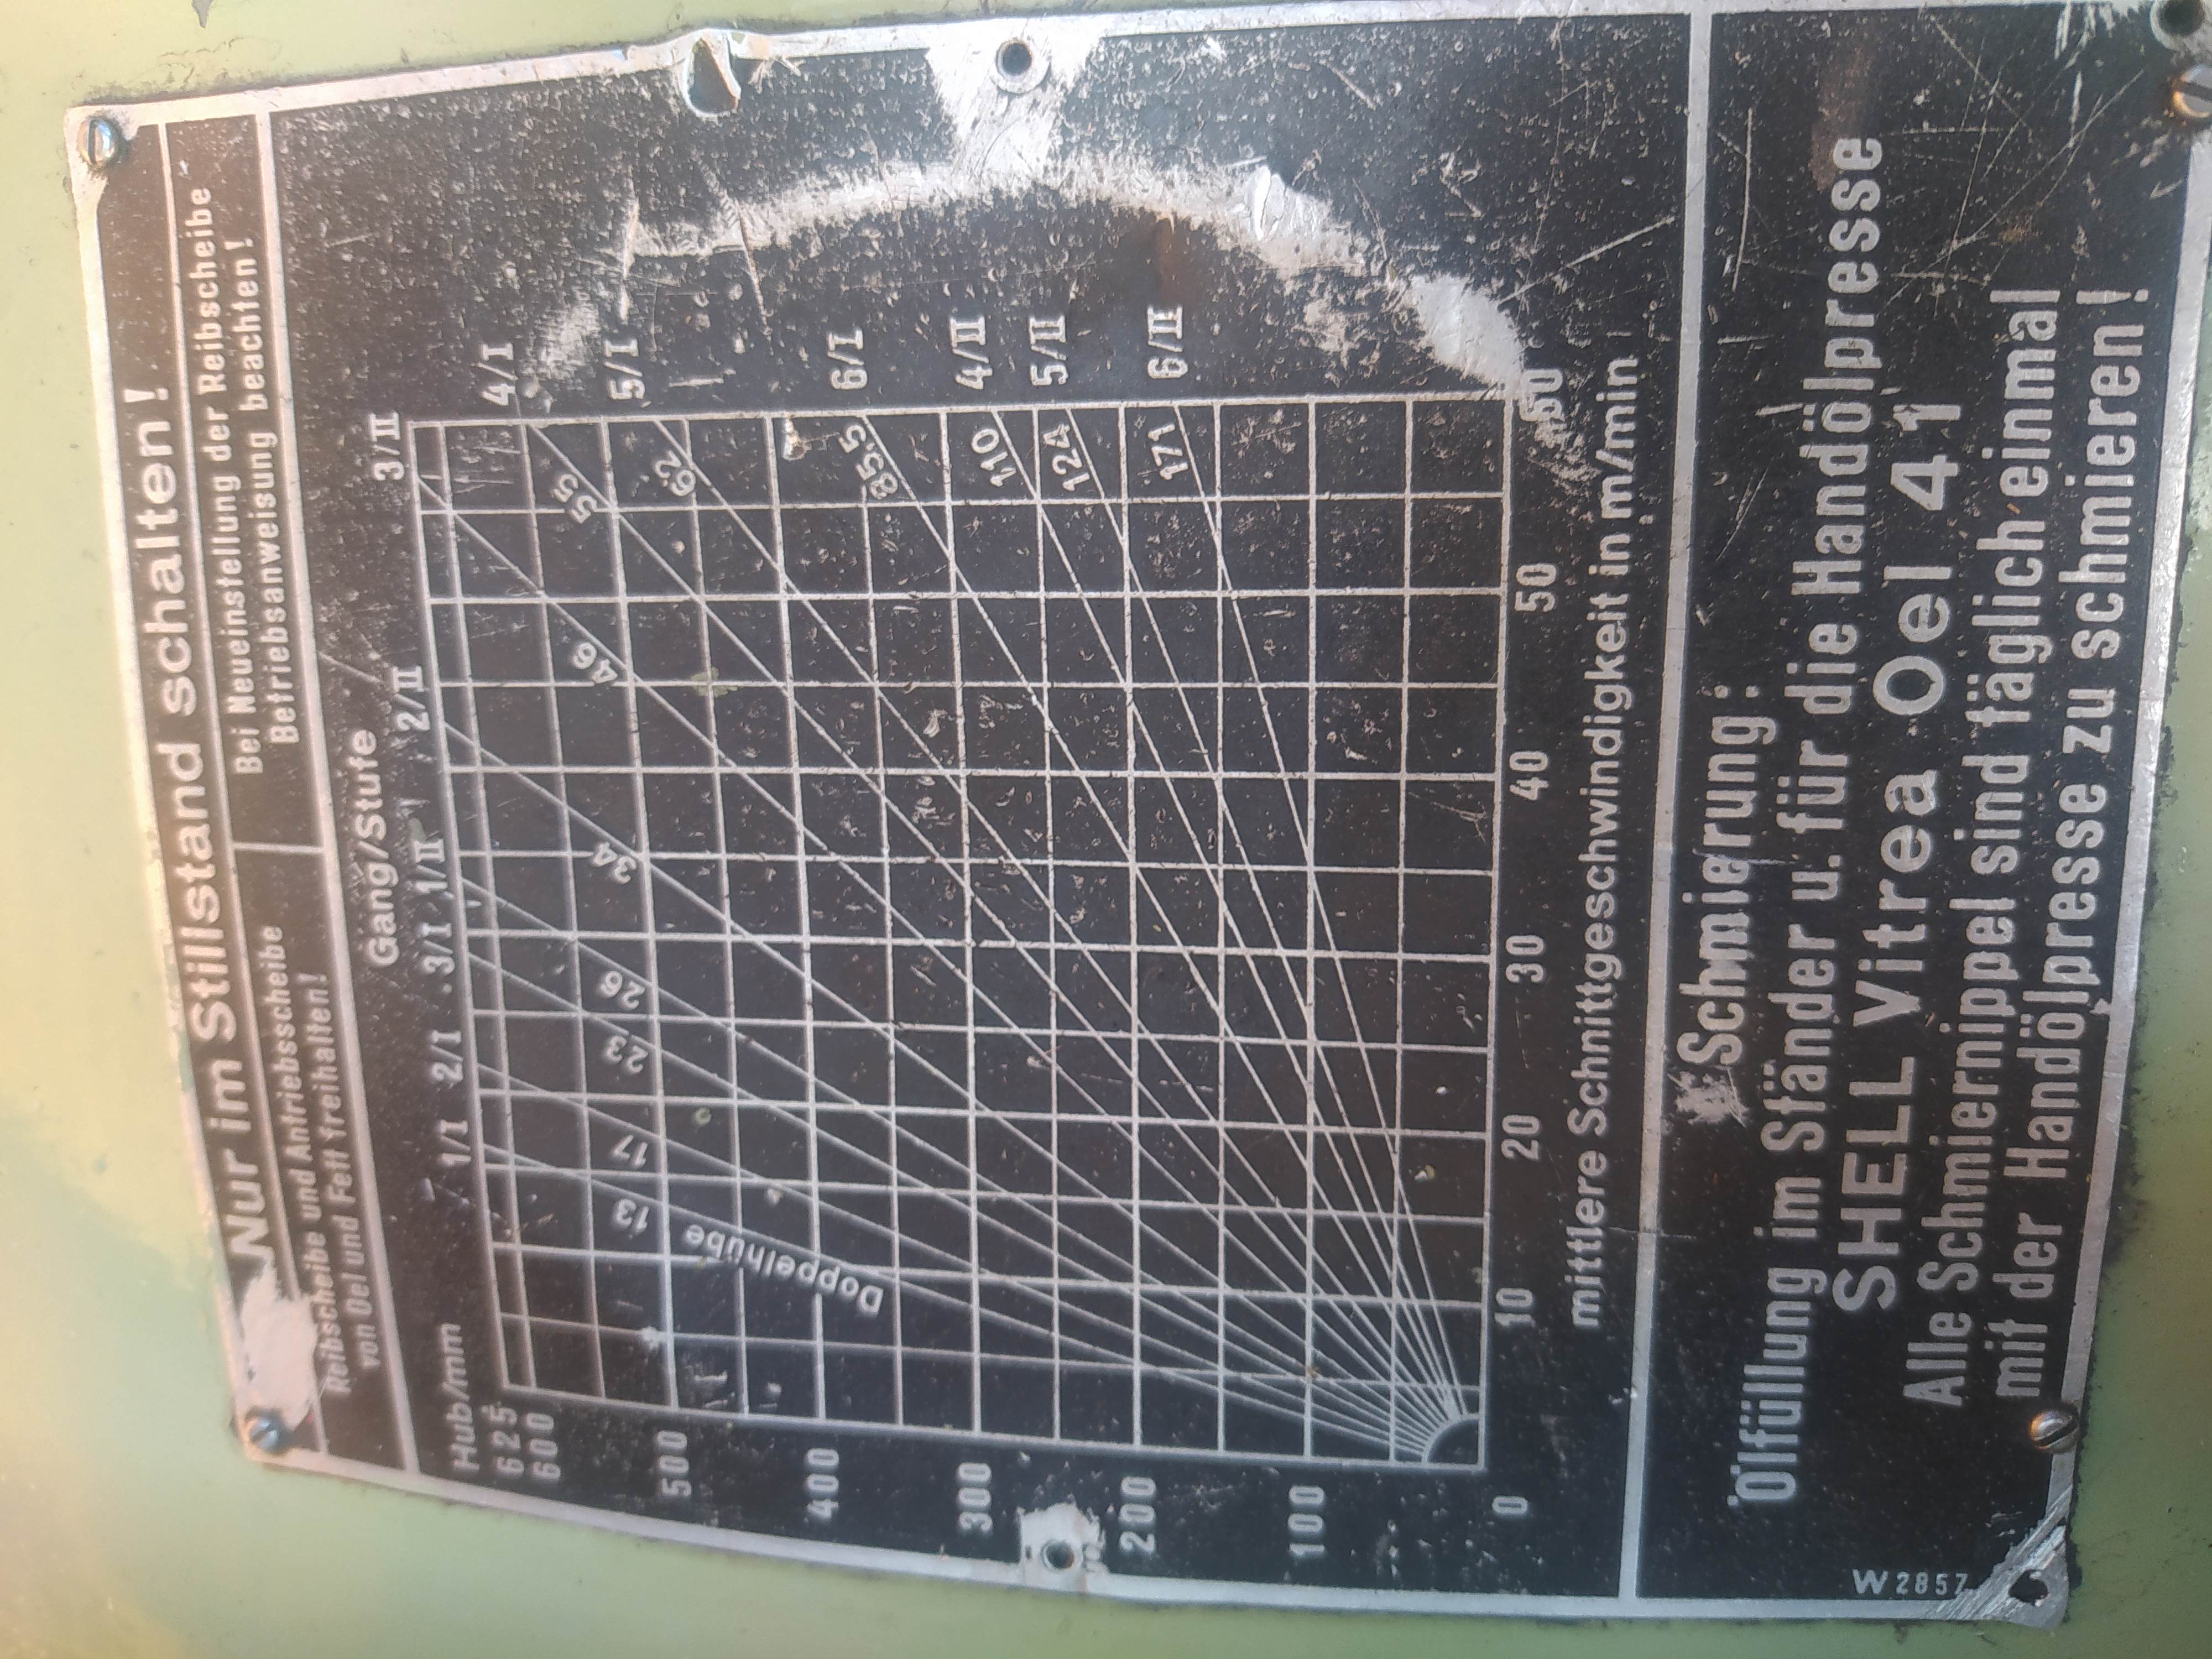 Nur im Stillstand schalten!
Reibscheibe und Antriebsscheibe
von Oel und Fett freihalten!
Bei Neueinstellung der Reibscheibe
Betriebsanweisung beachten!
Gang/Stufe
Hub/mm
1/I 2/I 3/I 1/II 2/II 3/II
625
600
500
400
300
200
100
0
4/I
5/I
6/I
4/II
5/II
6/II
Doppelhübe
13 17 23 26 34 46 55 62 85.5 110 124 171
10 20 30 40 50 60
mittlere Schnittgeschwindigkeit in m/min
Schmierung:
Ölfüllung im Ständer u. für die Handölpresse
SHELL Vitrea Oel 41
Alle Schmiernippel sind täglich einmal
mit der Handölpresse zu schmieren!
W 2857